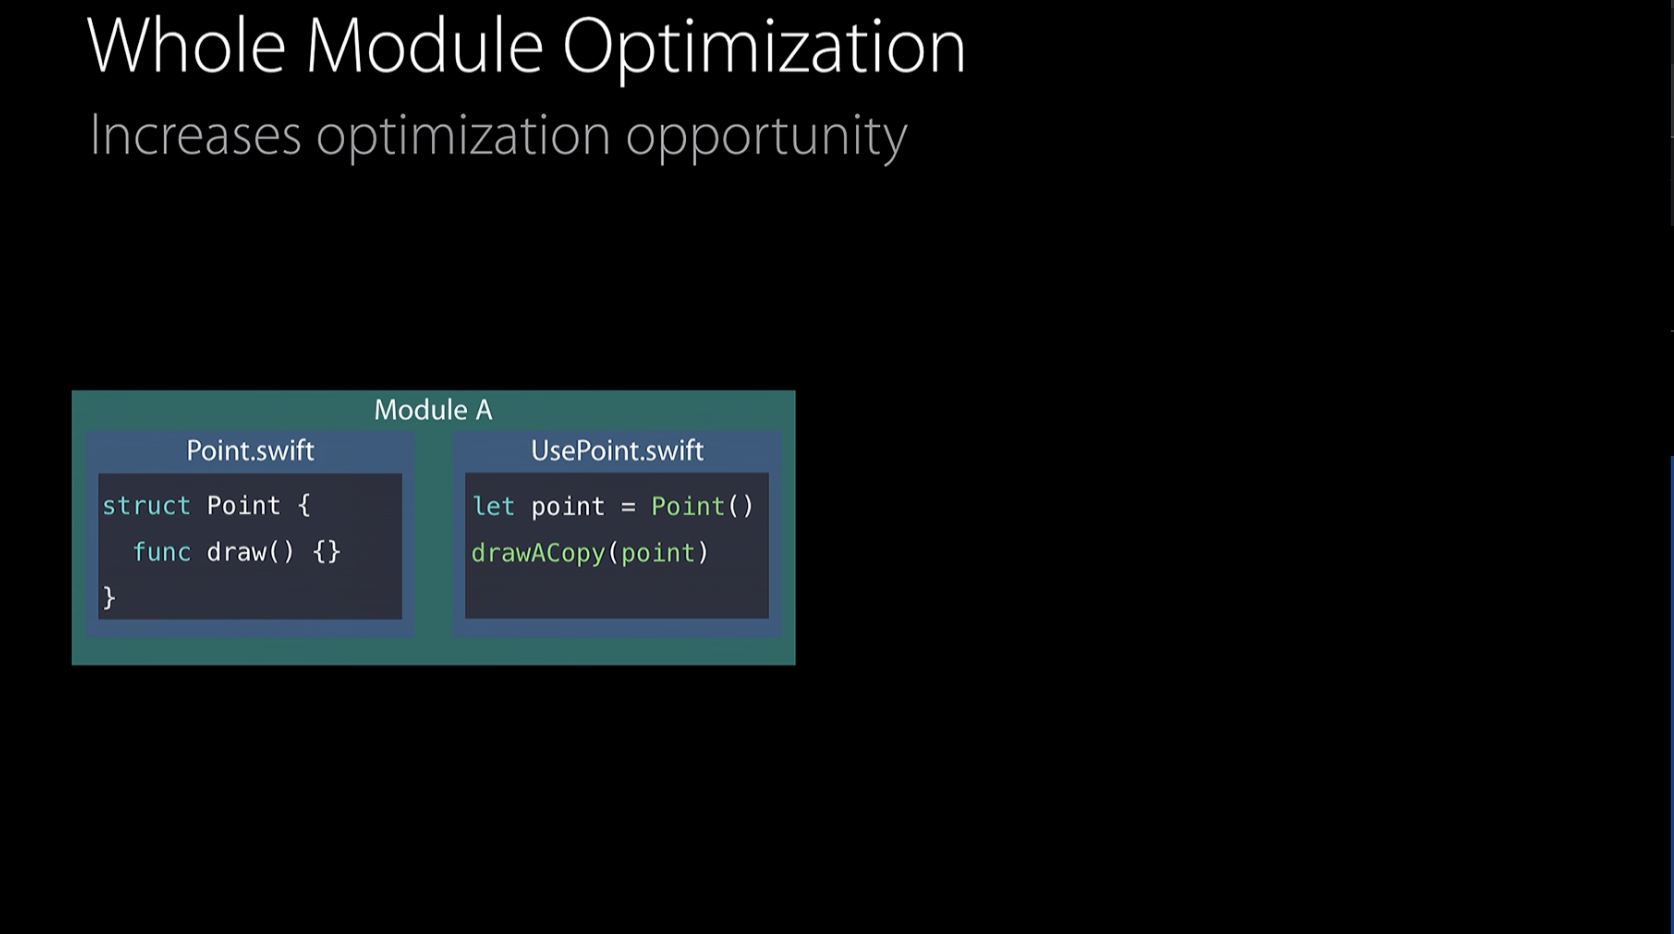 Whole Module Optimization
Increases optimization opportunity
Module A
Point.swift
struct Point {
  func draw() {}
}
UsePoint.swift
let point = Point()
drawACopy(point)